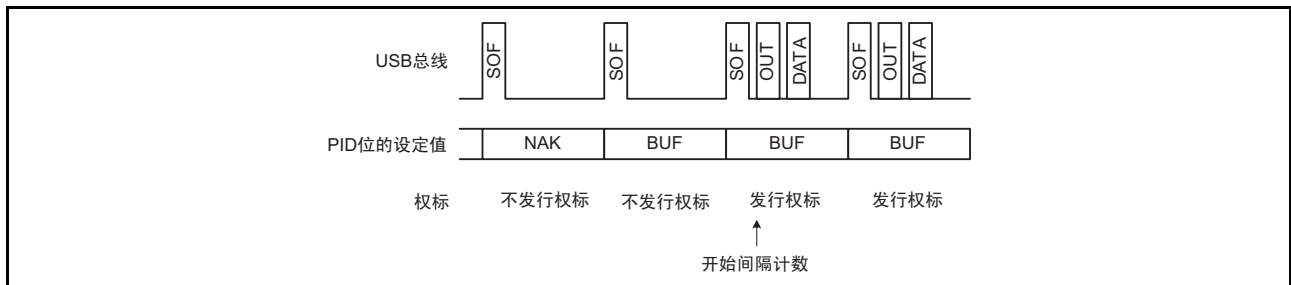 USB总线 SOF SOF SOF OUT DATA SOF OUT DATA
PID位的设定值 NAK BUF BUF BUF
权标 不发行权标 不发行权标 发行权标 发行权标
开始间隔计数